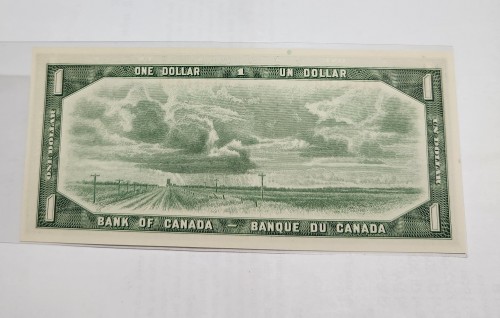 ONE DOLLAR 1 UN DOLLAR
1 1
ONE DOLLAR
UN DOLLAR
1 1
BANK OF CANADA – BANQUE DU CANADA